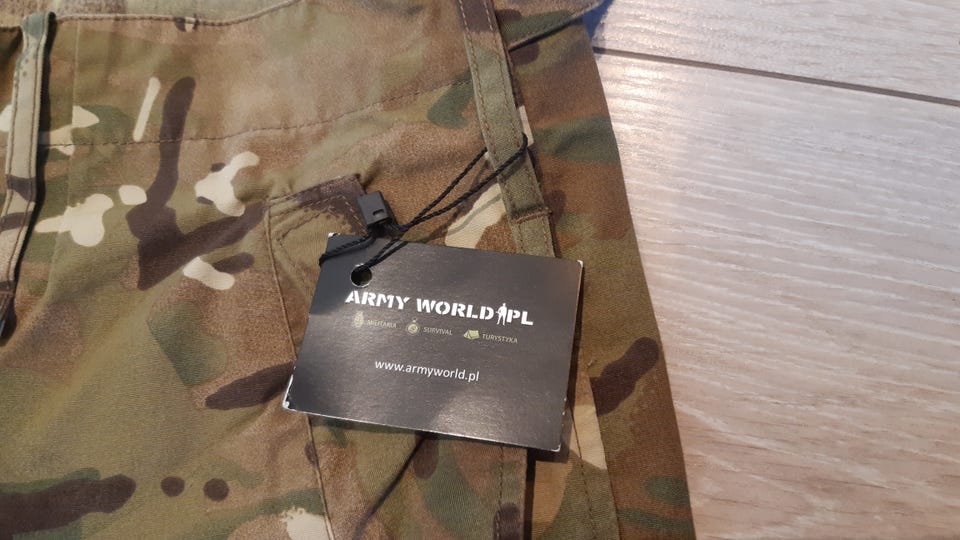 ARMY WORLD PL
MILITARIA SURVIVAL TURYSTYKA
www.armyworld.pl